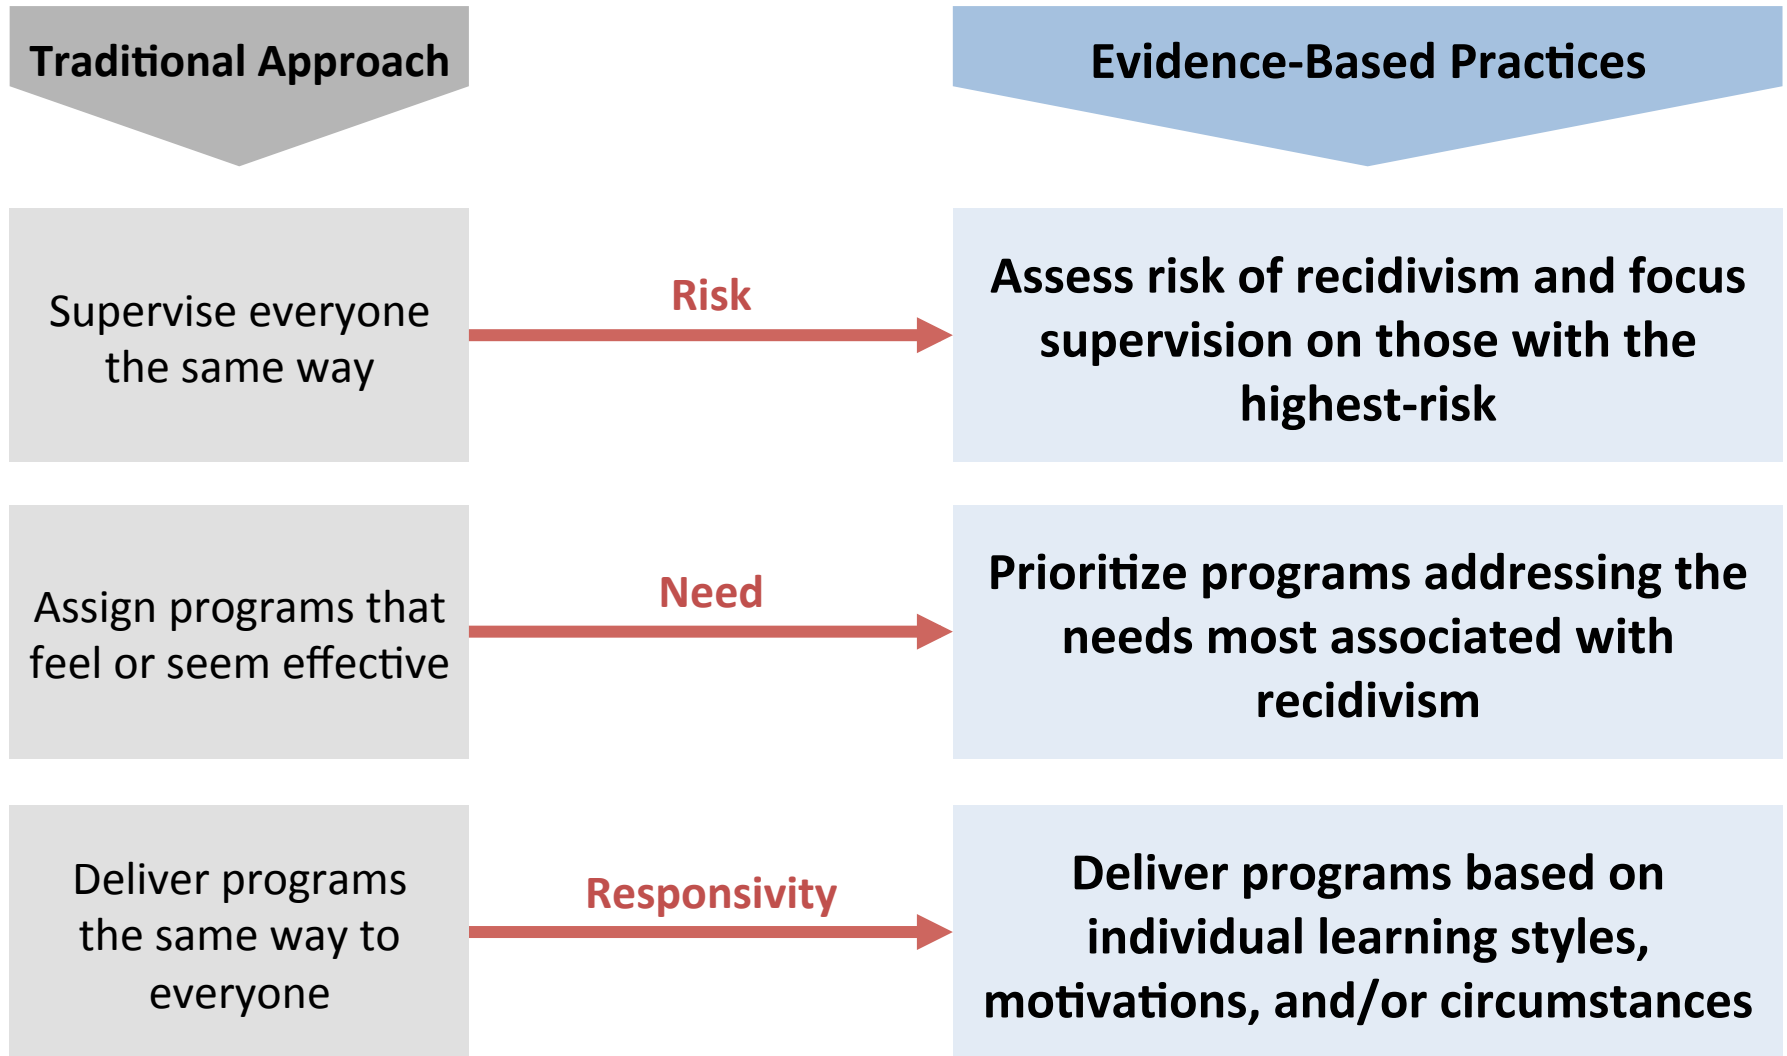 Traditional Approach
Evidence-Based Practices
Supervise everyone
the same way
Risk
Assess risk of recidivism and focus
supervision on those with the
highest-risk
Assign programs that
feel or seem effective
Need
Prioritize programs addressing the
needs most associated with
recidivism
Deliver programs
the same way to
everyone
Responsivity
Deliver programs based on
individual learning styles,
motivations, and/or circumstances